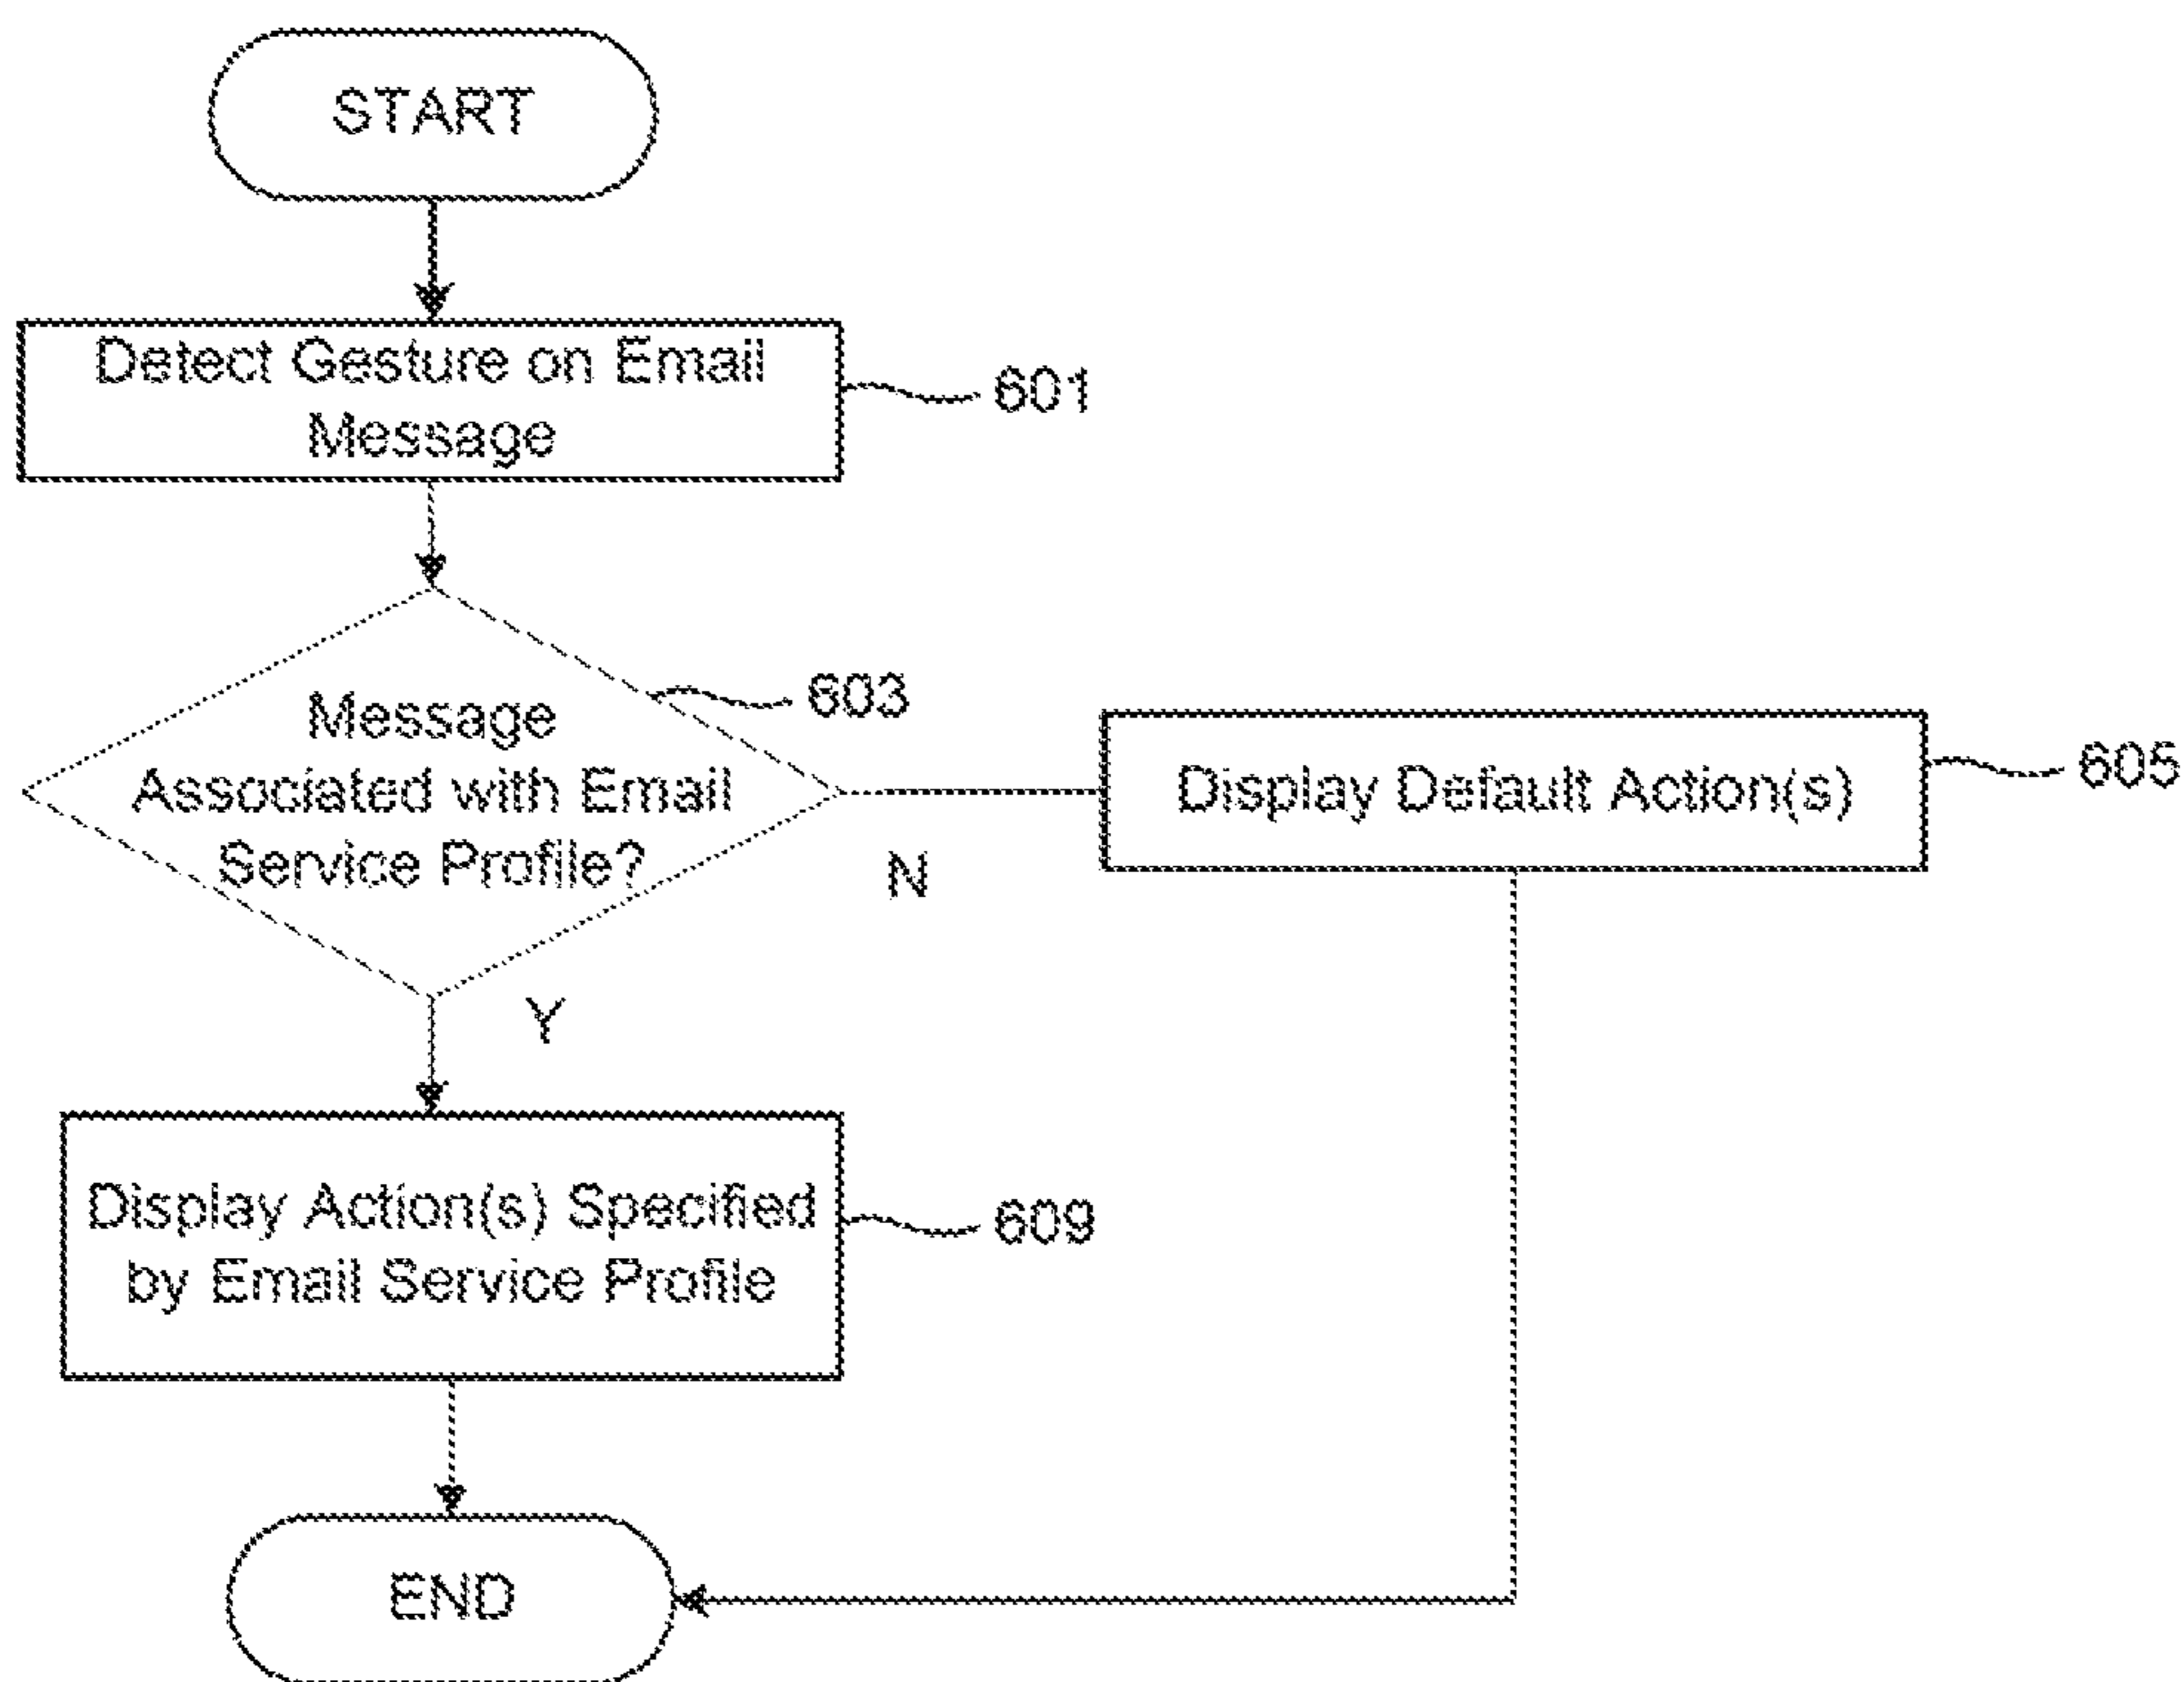 START
Detect Gesture on Email
Message
601
Message
Associated with Email
Service Profile?
603
N
Display Default Action(s)
605
Y
Display Action(s) Specified
by Email Service Profile
609
END